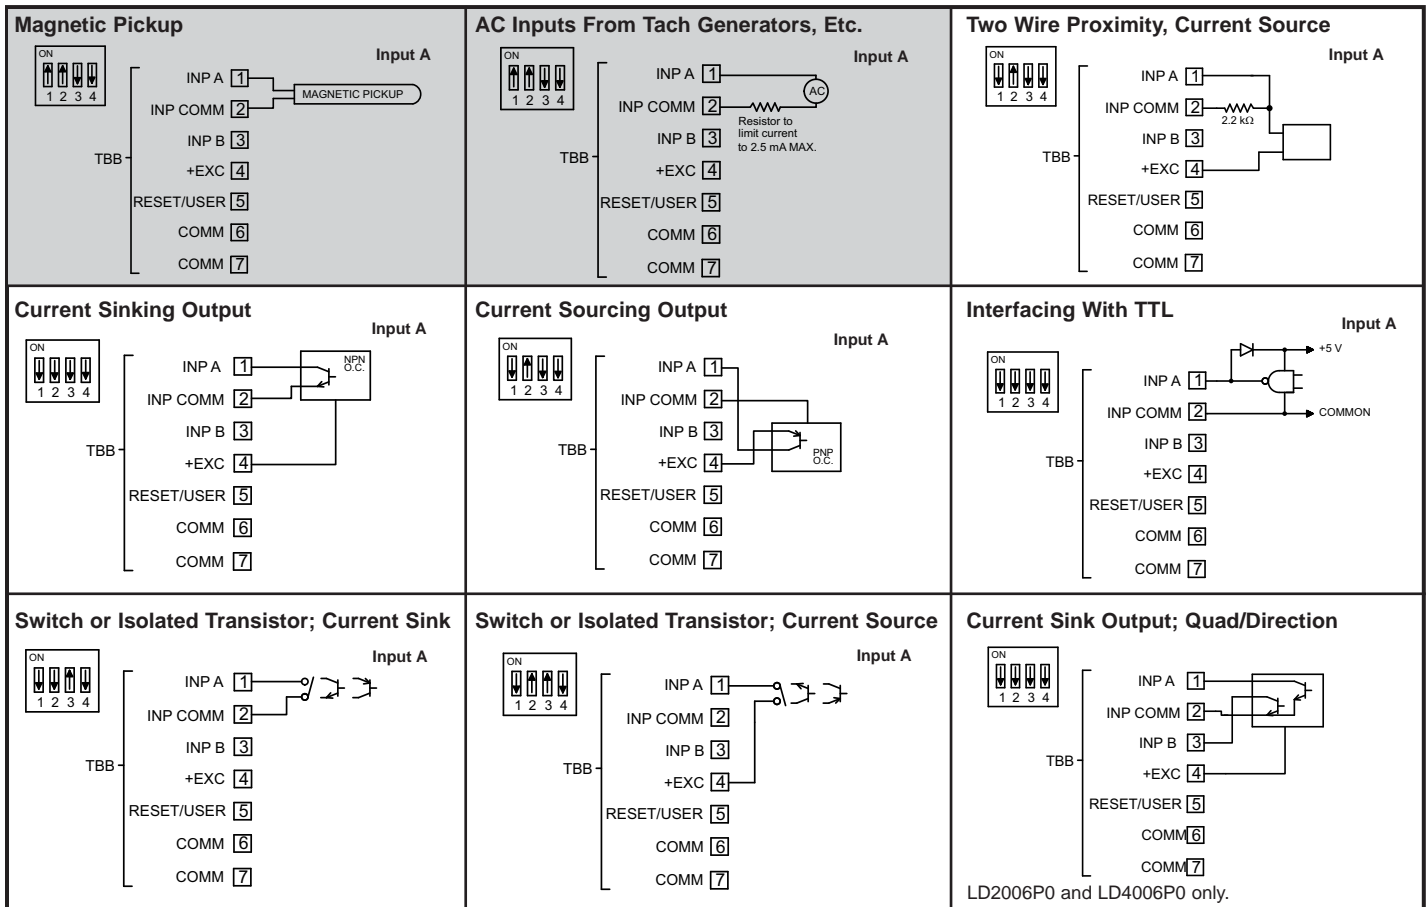 Magnetic Pickup
Input A
ON
1 2 3 4
INP A 1
MAGNETIC PICKUP
INP COMM 2
INP B 3
TBB
+EXC 4
RESET/USER 5
COMM 6
COMM 7
AC Inputs From Tach Generators, Etc.
Input A
ON
1 2 3 4
INP A 1
AC
INP COMM 2
Resistor to
limit current
to 2.5 mA MAX.
INP B 3
TBB
+EXC 4
RESET/USER 5
COMM 6
COMM 7
Two Wire Proximity, Current Source
Input A
ON
1 2 3 4
INP A 1
INP COMM 2
2.2 kΩ
INP B 3
TBB
+EXC 4
RESET/USER 5
COMM 6
COMM 7
Current Sinking Output
Input A
ON
1 2 3 4
INP A 1
NPN
O.C.
INP COMM 2
INP B 3
TBB
+EXC 4
RESET/USER 5
COMM 6
COMM 7
Current Sourcing Output
Input A
ON
1 2 3 4
INP A 1
INP COMM 2
INP B 3
TBB
PNP
O.C.
+EXC 4
RESET/USER 5
COMM 6
COMM 7
Interfacing With TTL
Input A
ON
1 2 3 4
+5 V
INP A 1
INP COMM 2
COMMON
INP B 3
TBB
+EXC 4
RESET/USER 5
COMM 6
COMM 7
Switch or Isolated Transistor; Current Sink
Input A
ON
1 2 3 4
INP A 1
INP COMM 2
INP B 3
TBB
+EXC 4
RESET/USER 5
COMM 6
COMM 7
Switch or Isolated Transistor; Current Source
Input A
ON
1 2 3 4
INP A 1
INP COMM 2
INP B 3
TBB
+EXC 4
RESET/USER 5
COMM 6
COMM 7
Current Sink Output; Quad/Direction
ON
1 2 3 4
INP A 1
INP COMM 2
INP B 3
TBB
+EXC 4
RESET/USER 5
COMM 6
COMM 7
LD2006P0 and LD4006P0 only.